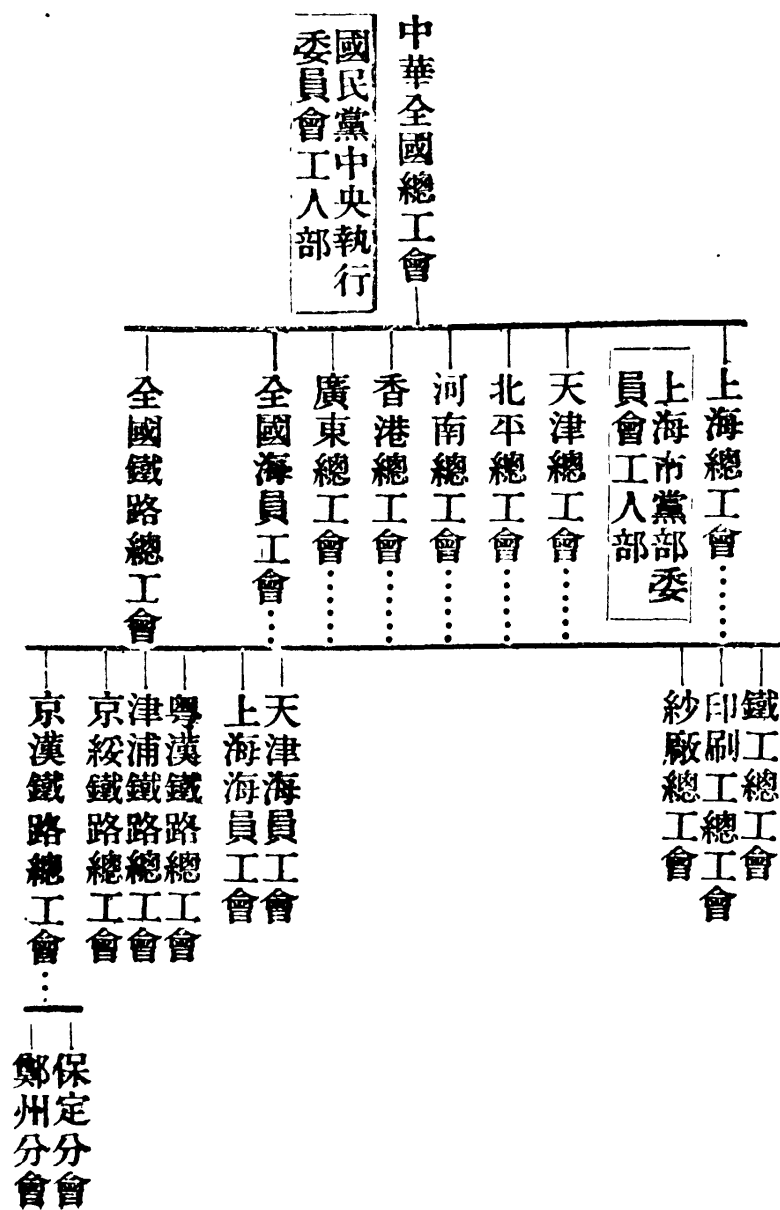 中華全國總工會
國民黨中央執行
委員會工人部
上海總工會……
上海市黨部委
員會工人部
天津總工會……
北平總工會……
河南總工會……
香港總工會……
廣東總工會……
全國海員工會……
全國鐵路總工會
鐵工總工會
印刷工總工會
紗廠總工會
天津海員工會
上海海員工會
粵漢鐵路總工會
津浦鐵路總工會
京綏鐵路總工會
京漢鐵路總工會…
保定分會
鄭州分會